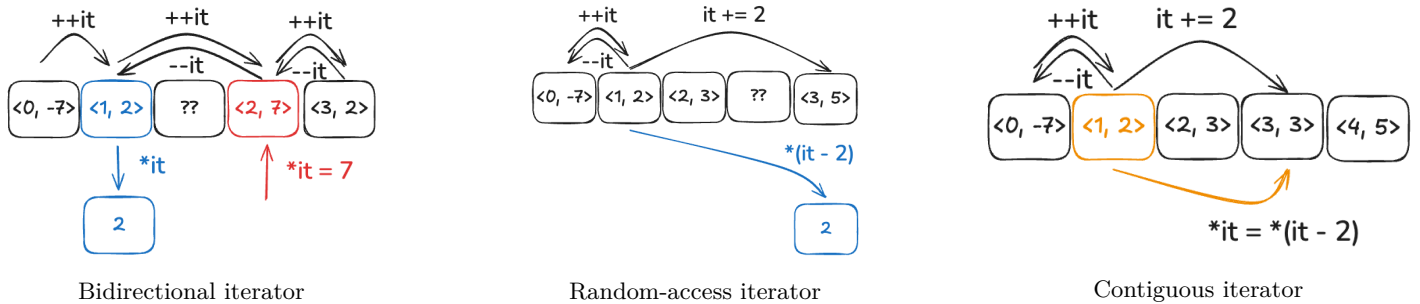 ++it ++it ++it
--it --it
<0, -7> <1, 2> ?? <2, 7> <3, 2>
*it *it = 7
2
Bidirectional iterator
++it it += 2
--it
<0, -7> <1, 2> <2, 3> ?? <3, 5>
*(it - 2)
2
Random-access iterator
++it it += 2
--it
<0, -7> <1, 2> <2, 3> <3, 3> <4, 5>
*it = *(it - 2)
Contiguous iterator